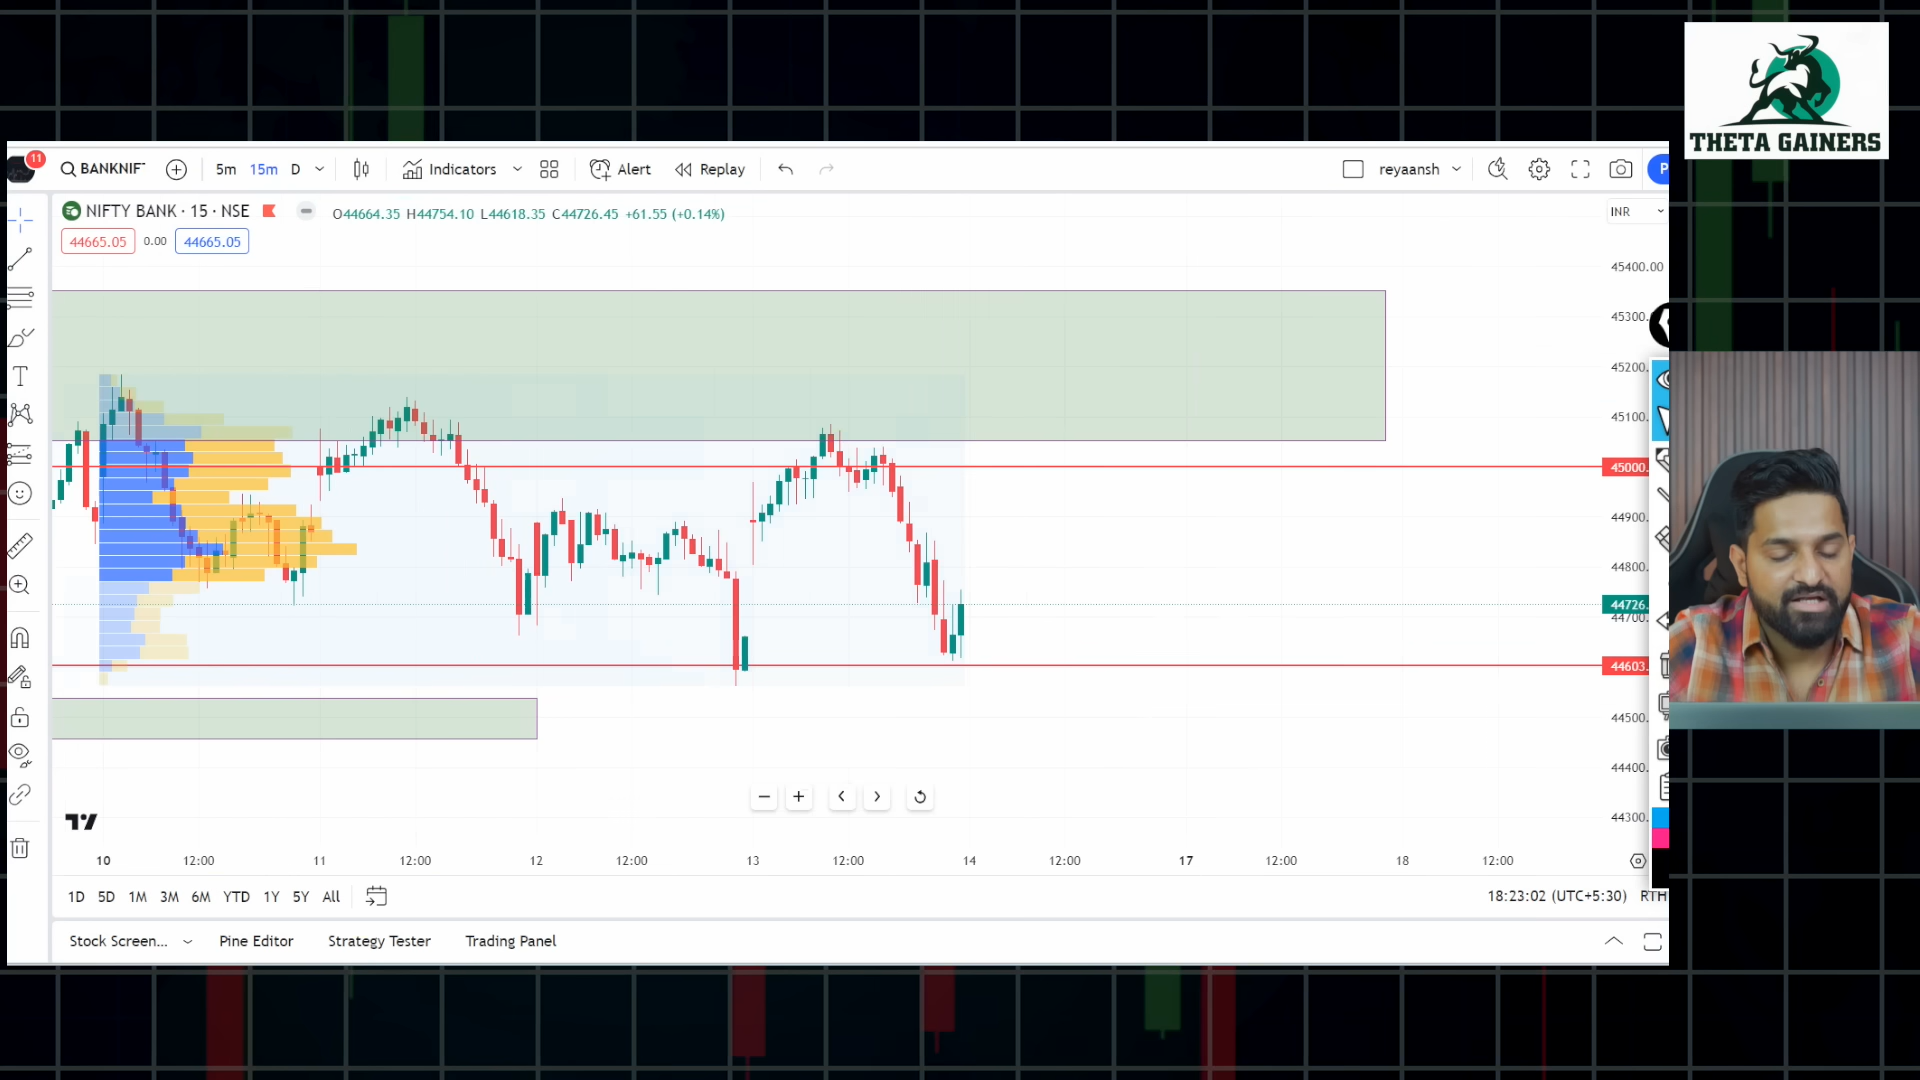 THETA GAINERS
11
BANKNIF
5m 15m D
Indicators
Alert
Replay
reyaansh
P
NIFTY BANK · 15 · NSE
O44664.35 H44754.10 L44618.35 C44726.45 +61.55 (+0.14%)
INR
44665.05 0.00 44665.05
45400.00
45300.
45200.
45100.
45000.
44900.
44800.
44726.
44700.
44603.
44500.
44400.
44300.
10 12:00 11 12:00 12 12:00 13 12:00 14 12:00 17 12:00 18 12:00
1D 5D 1M 3M 6M YTD 1Y 5Y All
18:23:02 (UTC+5:30) RTH
Stock Screen... Pine Editor Strategy Tester Trading Panel